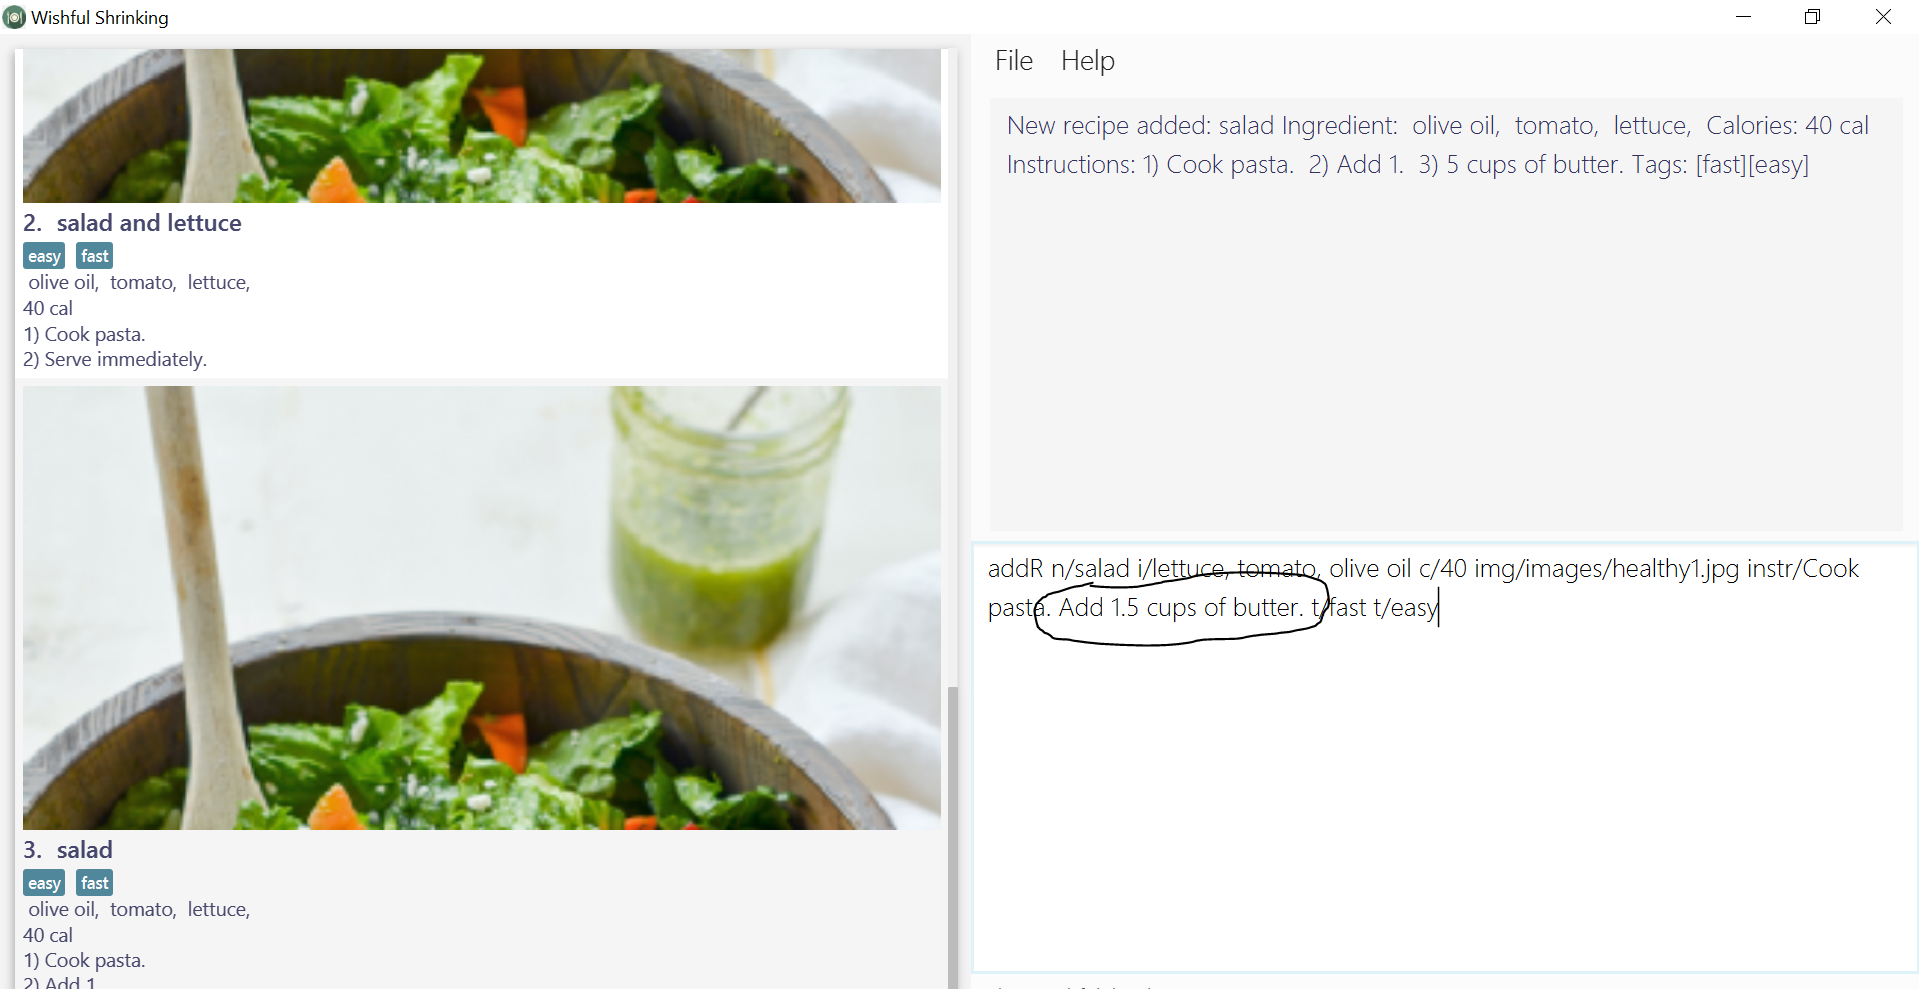 Wishful Shrinking
2. salad and lettuce
easy fast
olive oil, tomato, lettuce,
40 cal
1) Cook pasta.
2) Serve immediately.
3. salad
easy fast
olive oil, tomato, lettuce,
40 cal
1) Cook pasta.
2) Add 1.
File Help
New recipe added: salad Ingredient: olive oil, tomato, lettuce, Calories: 40 cal
Instructions: 1) Cook pasta. 2) Add 1. 3) 5 cups of butter. Tags: [fast][easy]
addR n/salad i/lettuce, tomato, olive oil c/40 img/images/healthy1.jpg instr/Cook
pasta. Add 1.5 cups of butter. t/fast t/easy